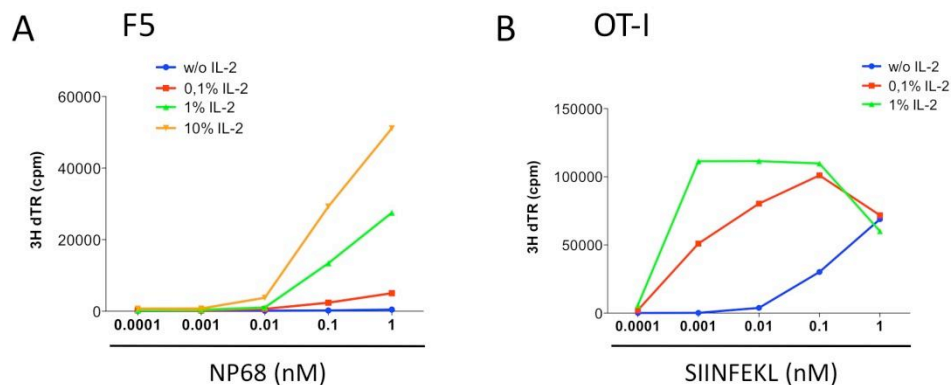 A
F5
w/o IL-2
0,1% IL-2
1% IL-2
10% IL-2
3H dTR (cpm)
60000
40000
20000
0
0.0001 0.001 0.01 0.1 1
NP68 (nM)
B
OT-I
w/o IL-2
0,1% IL-2
1% IL-2
3H dTR (cpm)
150000
100000
50000
0
0.0001 0.001 0.01 0.1 1
SIINFEKL (nM)